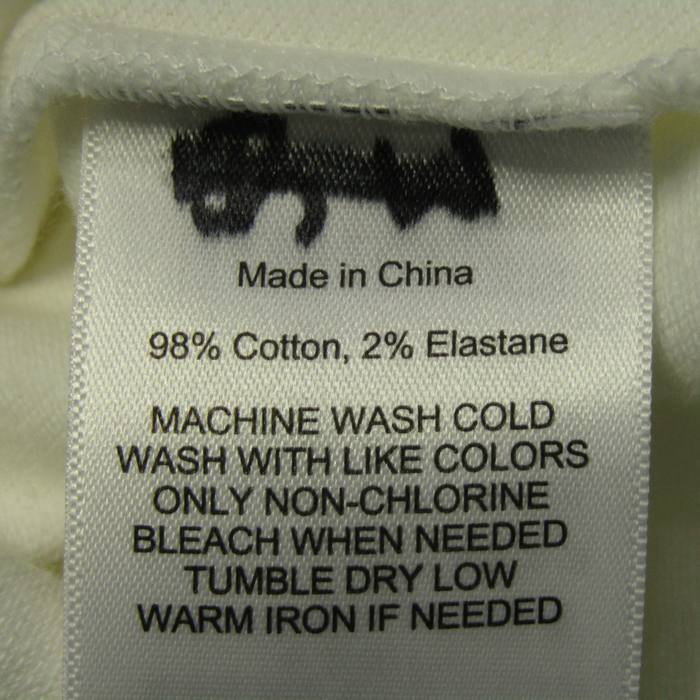 Made in China
98% Cotton, 2% Elastane
MACHINE WASH COLD
WASH WITH LIKE COLORS
ONLY NON-CHLORINE
BLEACH WHEN NEEDED
TUMBLE DRY LOW
WARM IRON IF NEEDED